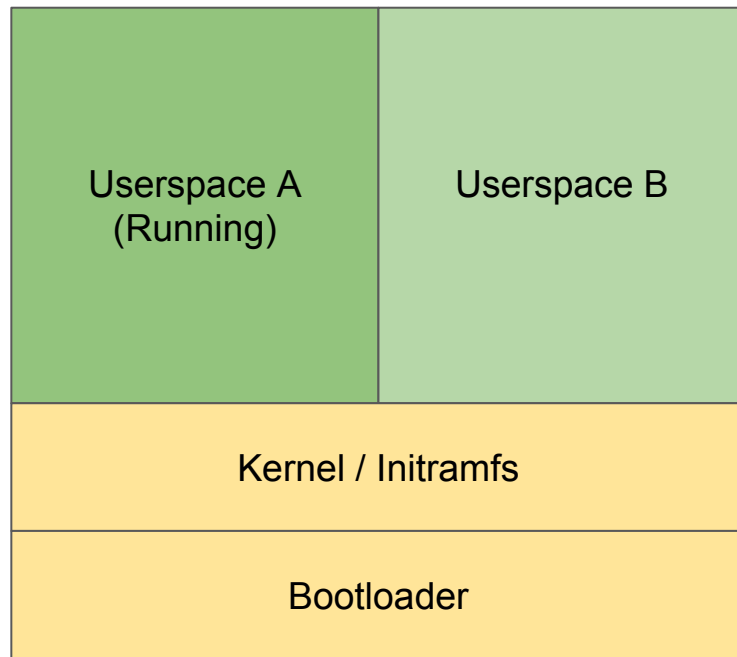 Userspace A
(Running)
Userspace B
Kernel / Initramfs
Bootloader